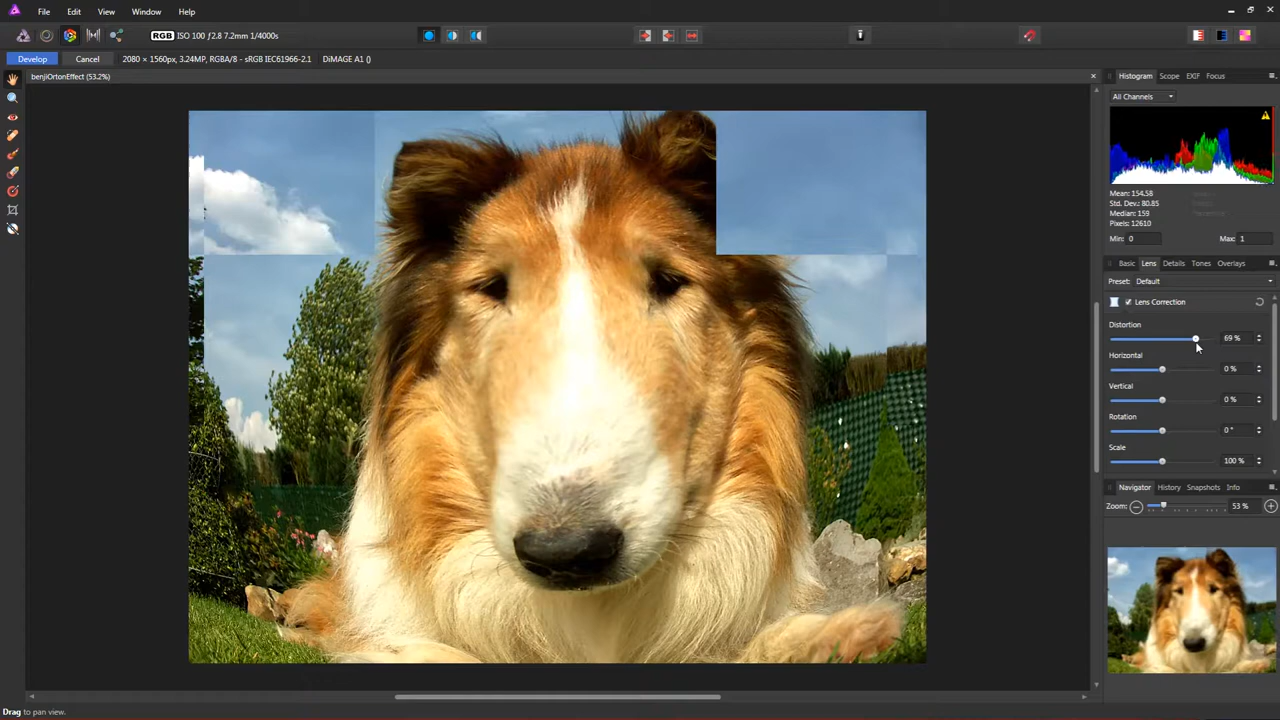 File Edit View Window Help
RGB ISO 100 ƒ2.8 7.2mm 1/4000s
Develop Cancel 2080 × 1560px, 3.24MP, RGBA/8 - sRGB IEC61966-2.1 DiMAGE A1 ()
benjiOrtonEffect (53.2%)
Histogram Scope EXIF Focus
All Channels
Mean: 154.58
Std. Dev.: 80.85
Median: 159
Pixels: 12610
Min: 0 Max: 1
Basic Lens Details Tones Overlays
Preset: Default
Lens Correction
Distortion
69 %
Horizontal
0 %
Vertical
0 %
Rotation
0 °
Scale
100 %
Navigator History Snapshots Info
Zoom: 53 %
Drag to pan view.